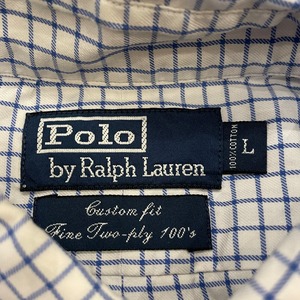 Polo
by Ralph Lauren
L
100% COTTON
Custom fit
Fine Two-ply 100's